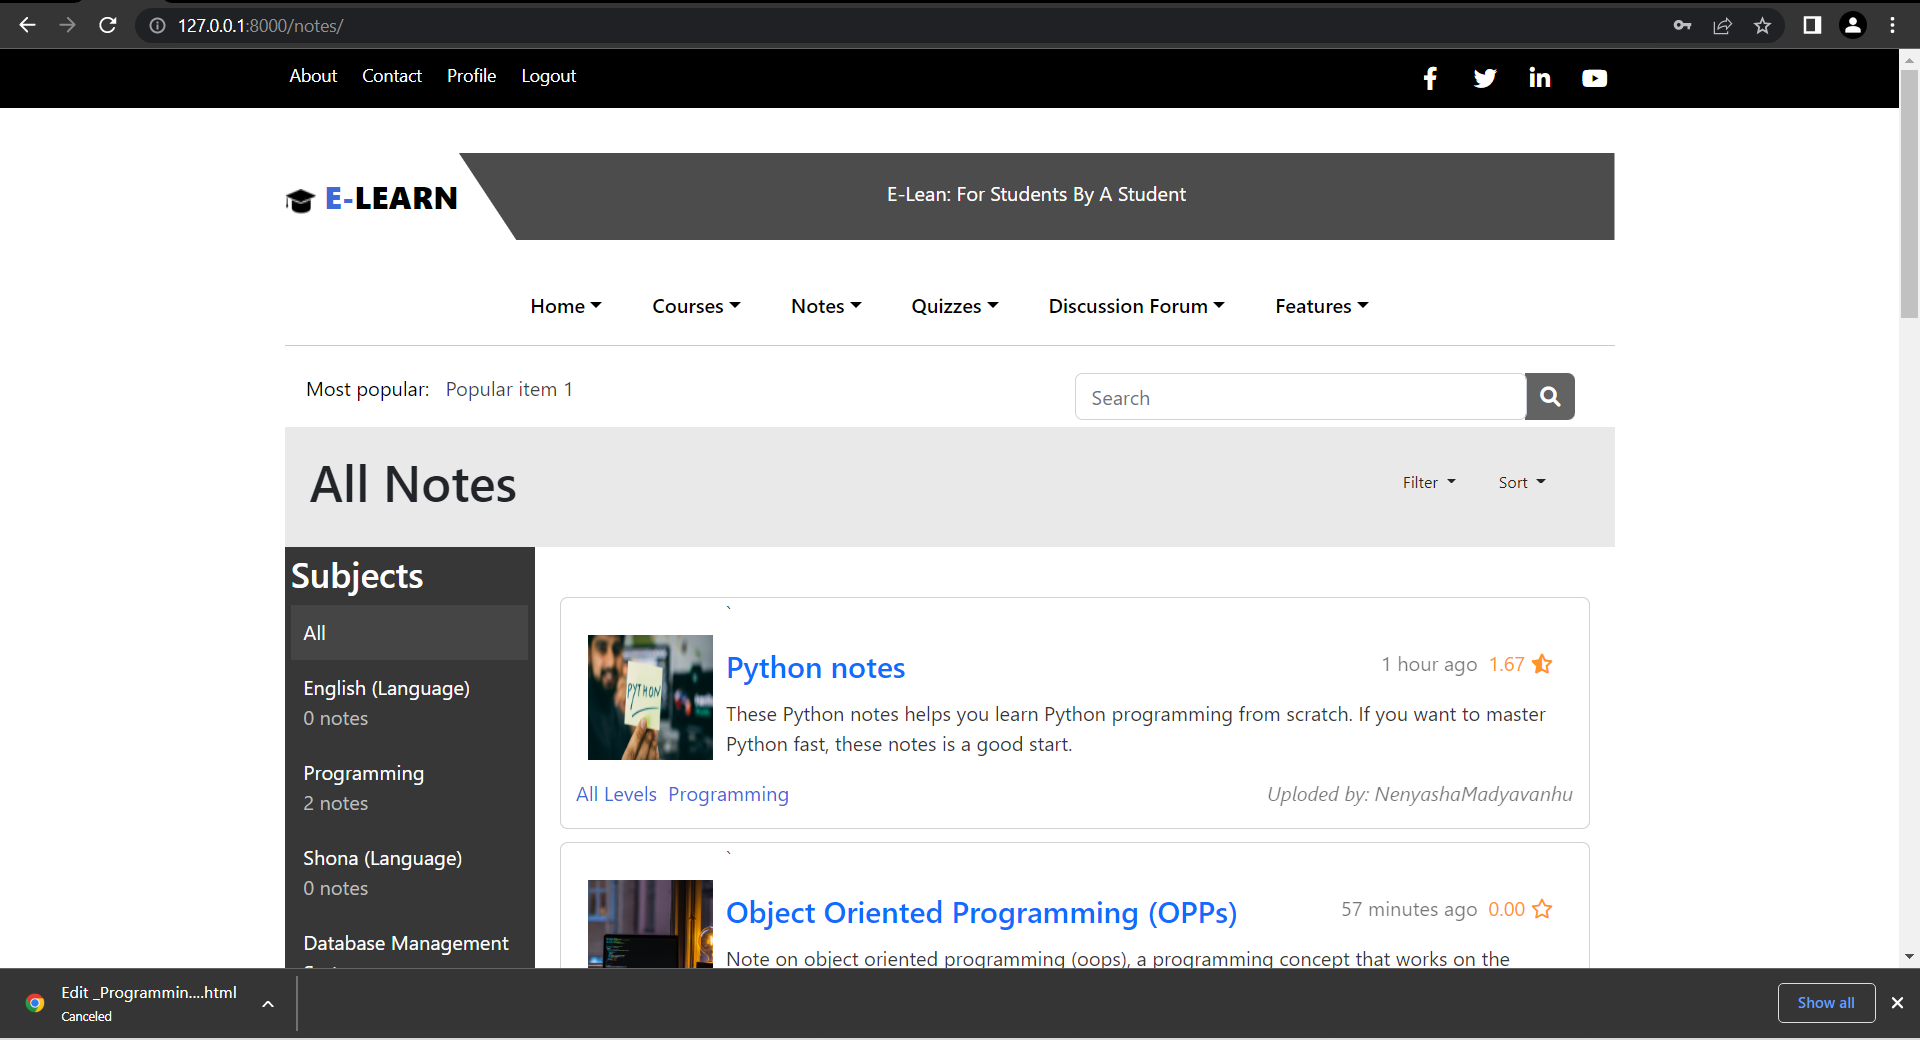 127.0.0.1:8000/notes/
About Contact Profile Logout
E-LEARN
E-Lean: For Students By A Student
Home Courses Notes Quizzes Discussion Forum Features
Most popular: Popular item 1
Search
All Notes
Filter Sort
Subjects
All
English (Language)
0 notes
Programming
2 notes
Shona (Language)
0 notes
Database Management
`
PYTHON
Python notes
1 hour ago 1.67
These Python notes helps you learn Python programming from scratch. If you want to master
Python fast, these notes is a good start.
All Levels Programming
Uploded by: NenyashaMadyavanhu
`
Object Oriented Programming (OPPs)
57 minutes ago 0.00
Note on object oriented programming (oops), a programming concept that works on the
Edit _Programmin....html
Canceled
Show all